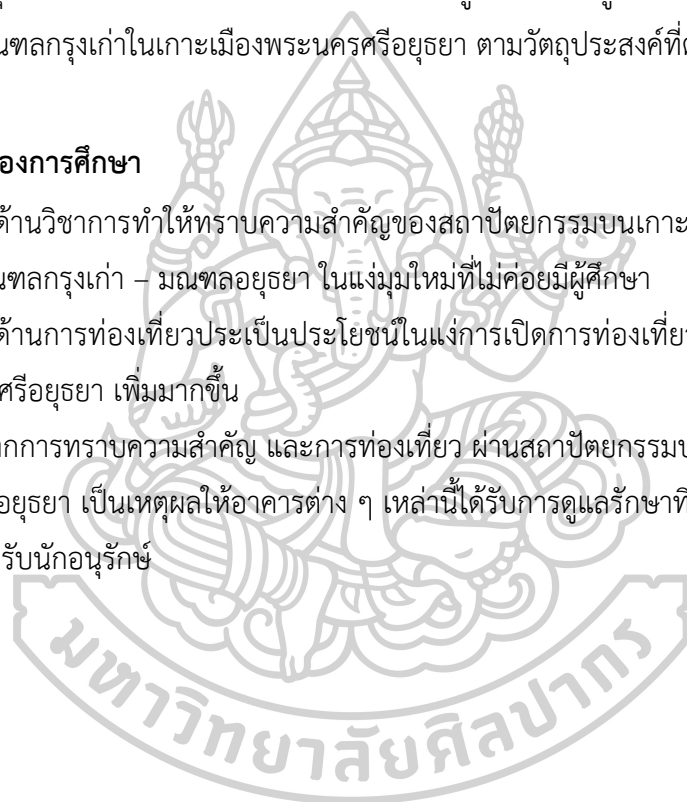 ณฑลกรุงเก่าในเกาะเมืองพระนครศรีอยุธยา ตามวัตถุประสงค์ที่
องการศึกษา
ด้านวิชาการทำให้ทราบความสำคัญของสถาปัตยกรรมบนเกาะ
ณฑลกรุงเก่า – มณฑลอยุธยา ในแง่มุมใหม่ที่ไม่ค่อยมีผู้ศึกษา
ด้านการท่องเที่ยวประเป็นประโยชน์ในแง่การเปิดการท่องเที่ย
ศรีอยุธยา เพิ่มมากขึ้น
ากการทราบความสำคัญ และการท่องเที่ยว ผ่านสถาปัตยกรรมบ
อยุธยา เป็นเหตุผลให้อาคารต่าง ๆ เหล่านี้ได้รับการดูแลรักษาที
รับนักอนุรักษ์
มหาวิทยาลัยศิลปากร